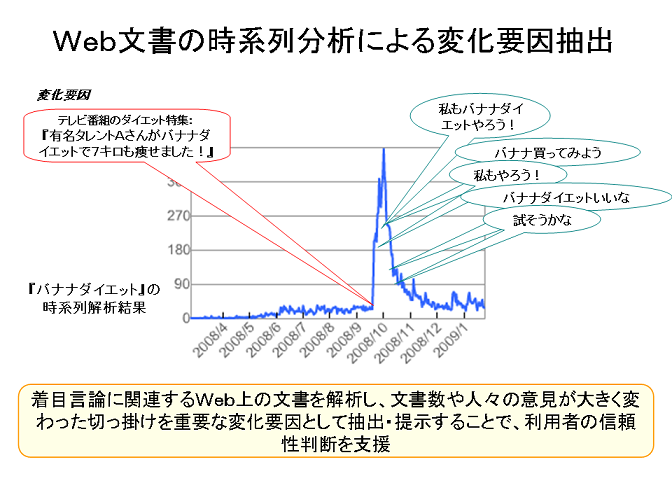 Web文書の時系列分析による変化要因抽出
変化要因
テレビ番組のダイエット特集:
『有名タレントAさんがバナナダ
イエットで7キロも痩せました！』
私もバナナダイ
エットやろう！
バナナ買ってみよう
私もやろう！
バナナダイエットいいな
試そうかな
270
180
90
0
『バナナダイエット』の
時系列解析結果
2008/4
2008/5
2008/6
2008/7
2008/8
2008/9
2008/10
2008/11
2008/12
2009/1
着目言論に関連するWeb上の文書を解析し、文書数や人々の意見が大きく変
わった切っ掛けを重要な変化要因として抽出・提示することで、利用者の信頼
性判断を支援